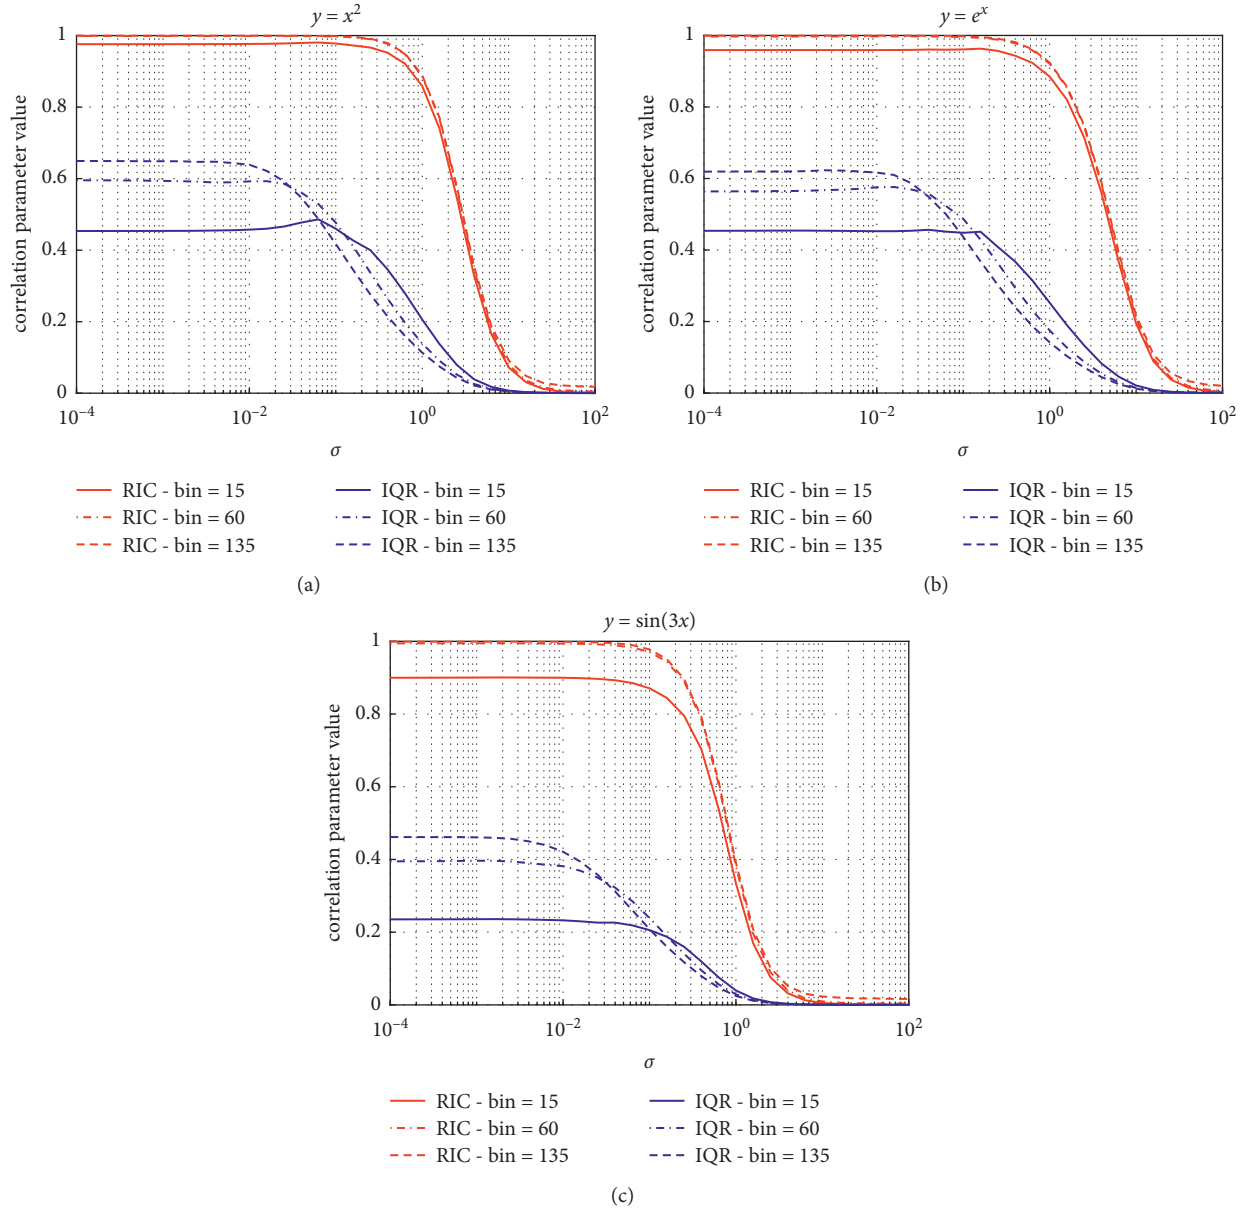 y = x²
y = eˣ
correlation parameter value
1
0.8
0.6
0.4
0.2
0
10⁻⁴
10⁻²
10⁰
10²
σ
correlation parameter value
1
0.8
0.6
0.4
0.2
0
10⁻⁴
10⁻²
10⁰
10²
σ
RIC - bin = 15
RIC - bin = 60
RIC - bin = 135
IQR - bin = 15
IQR - bin = 60
IQR - bin = 135
(a)
RIC - bin = 15
RIC - bin = 60
RIC - bin = 135
IQR - bin = 15
IQR - bin = 60
IQR - bin = 135
(b)
y = sin(3x)
correlation parameter value
1
0.8
0.6
0.4
0.2
0
10⁻⁴
10⁻²
10⁰
10²
σ
RIC - bin = 15
RIC - bin = 60
RIC - bin = 135
IQR - bin = 15
IQR - bin = 60
IQR - bin = 135
(c)